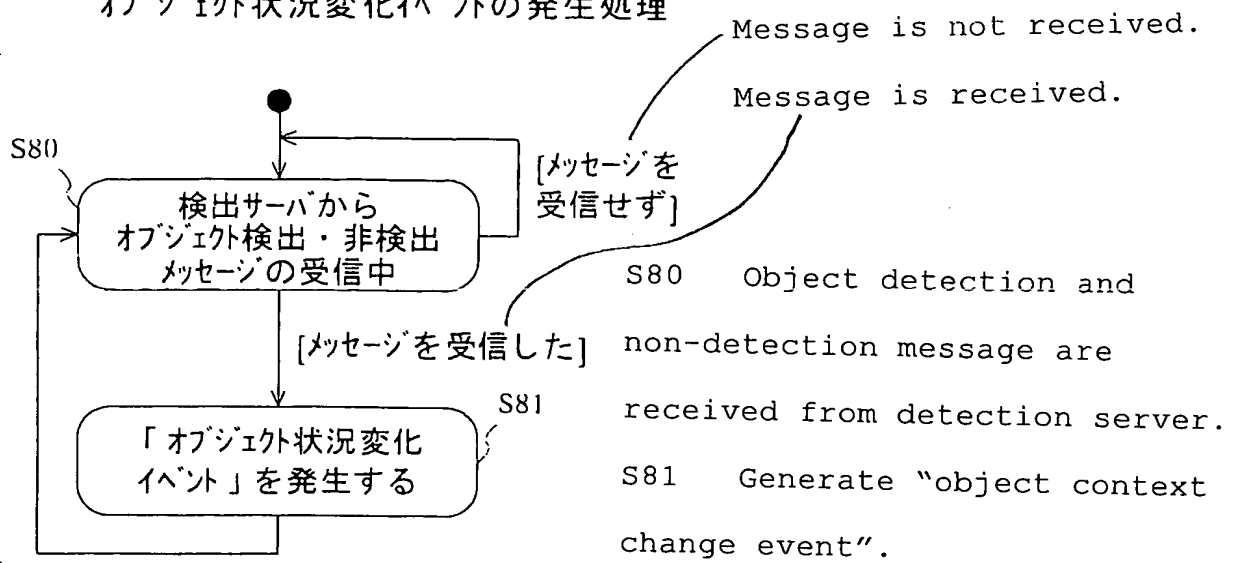 オブジェクト状況変化イベントの発生処理
Message is not received.
Message is received.
S80
[メッセージを
受信せず]
検出サーバから
オブジェクト検出・非検出
メッセージの受信中
[メッセージを受信した]
S81
「オブジェクト状況変化
イベント」を発生する
S80 Object detection and
non-detection message are
received from detection server.
S81 Generate “object context
change event”.